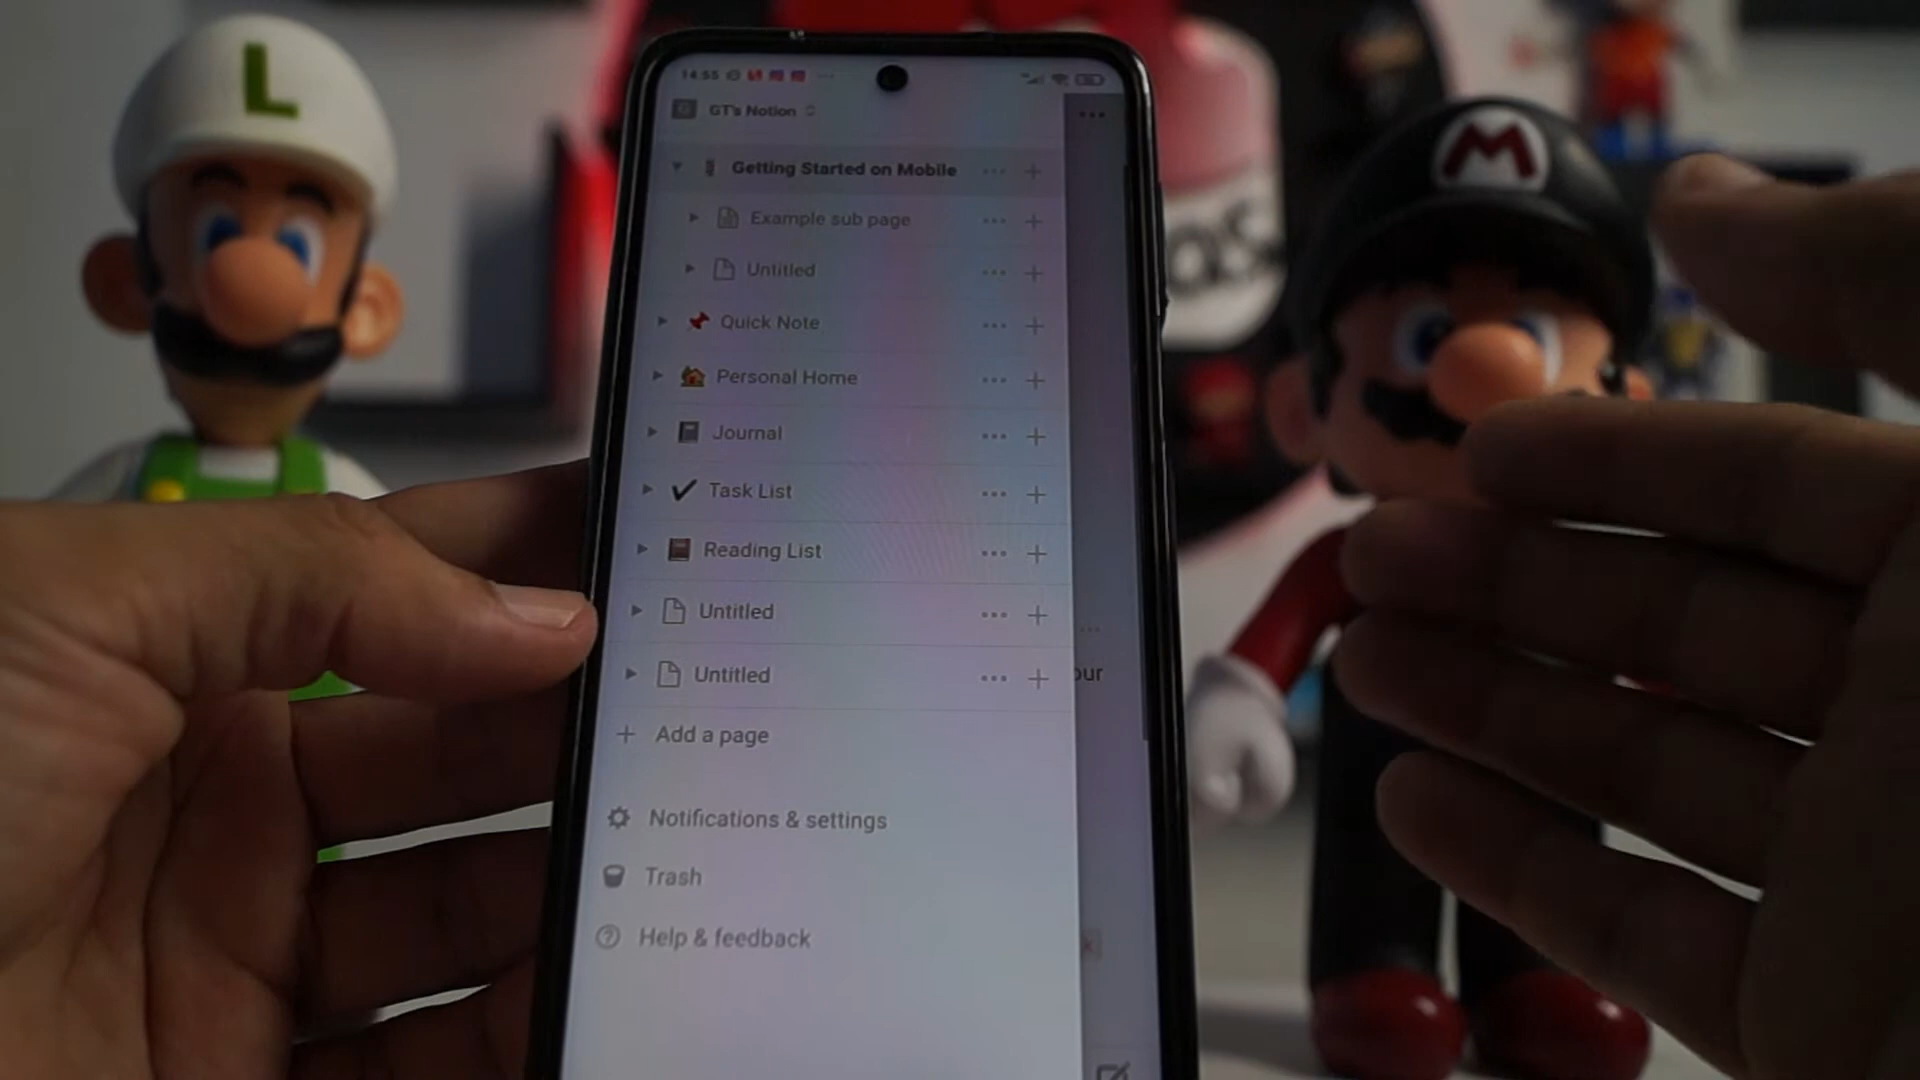 L
M
14:55
GT's Notion
Getting Started on Mobile
Example sub page
Untitled
Quick Note
Personal Home
Journal
Task List
Reading List
Untitled
Untitled
our
Add a page
Notifications & settings
Trash
Help & feedback